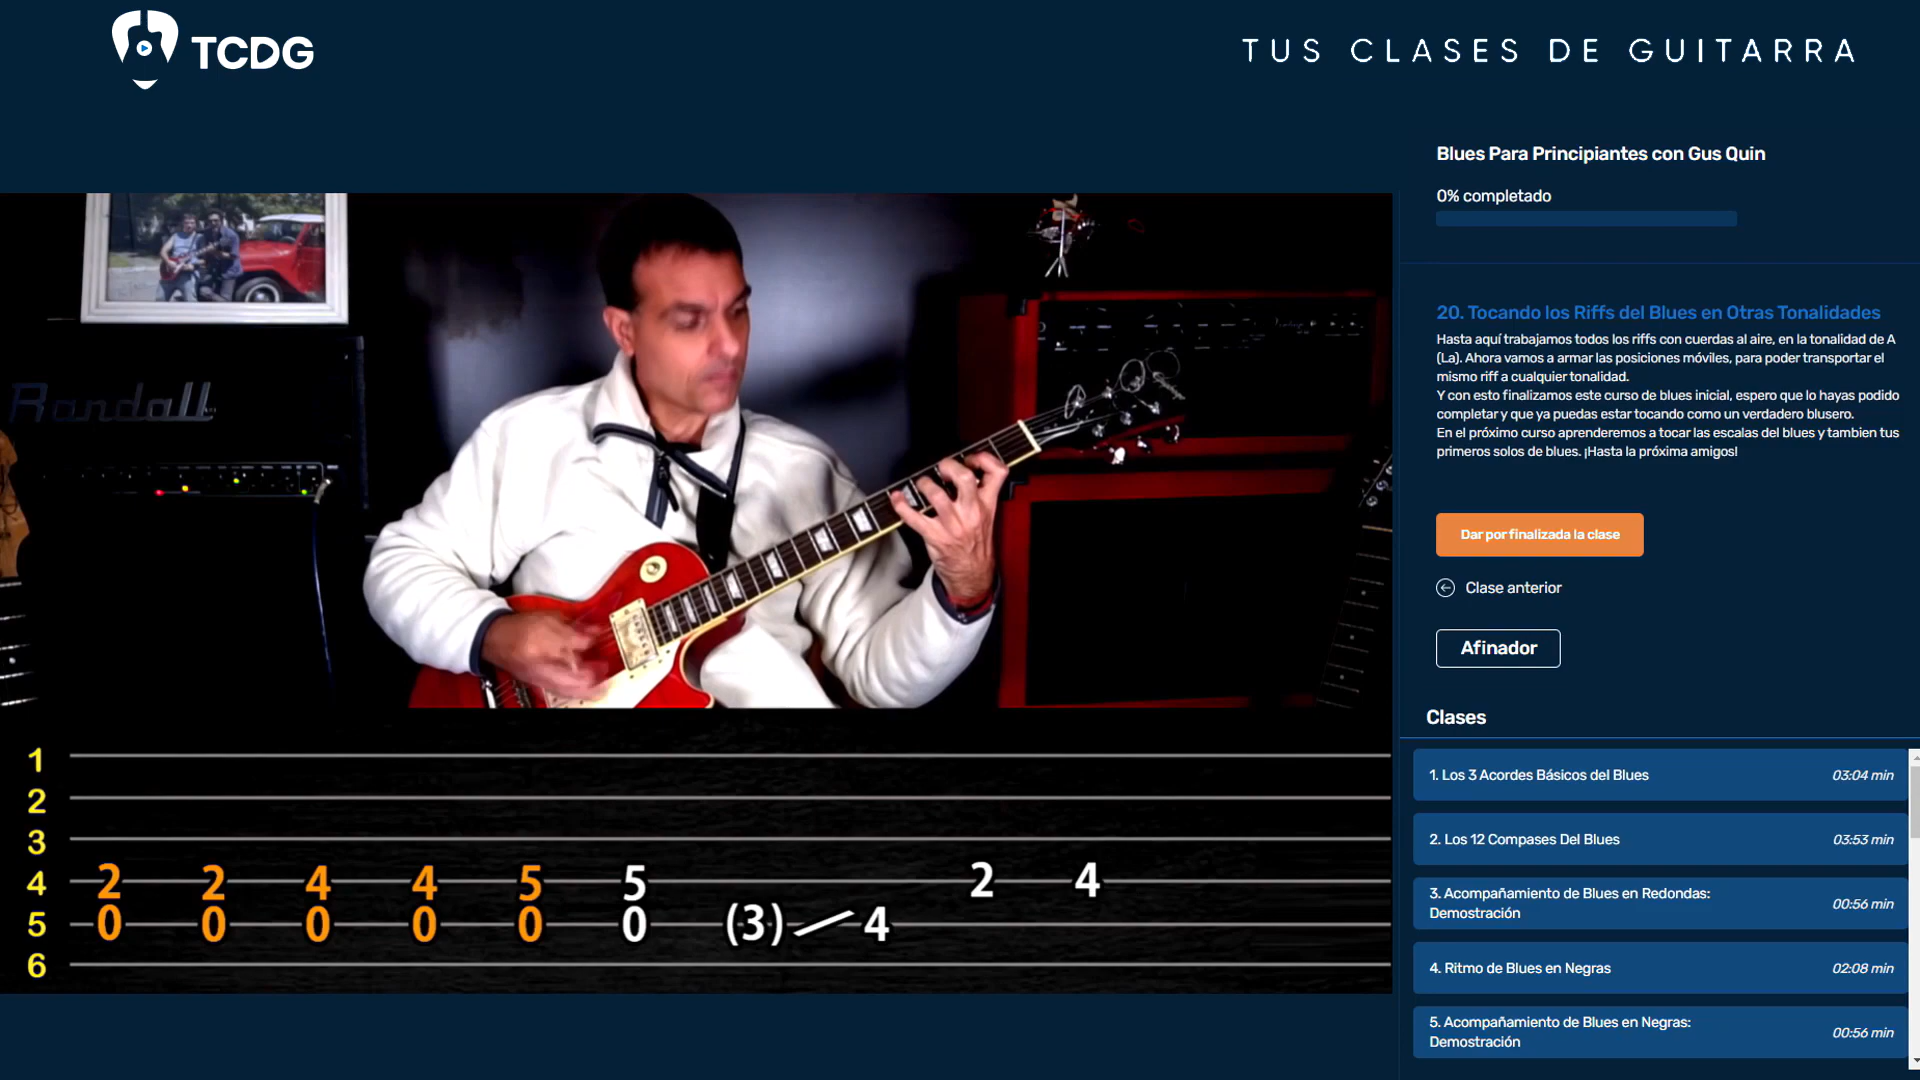 TCDG
TUS CLASES DE GUITARRA
Blues Para Principiantes con Gus Quin
0% completado
20. Tocando los Riffs del Blues en Otras Tonalidades
Hasta aquí trabajamos todos los riffs con cuerdas al aire, en la tonalidad de A
(La). Ahora vamos a armar las posiciones móviles, para poder transportar el
mismo riff a cualquier tonalidad.
Y con esto finalizamos este curso de blues inicial, espero que lo hayas podido
completar y que ya puedas estar tocando como un verdadero blusero.
En el próximo curso aprenderemos a tocar las escalas del blues y tambien tus
primeros solos de blues. ¡Hasta la próxima amigos!
Dar por finalizada la clase
Clase anterior
Afinador
Clases
1. Los 3 Acordes Básicos del Blues 03:04 min
2. Los 12 Compases Del Blues 03:53 min
3. Acompañamiento de Blues en Redondas:
Demostración 00:56 min
4. Ritmo de Blues en Negras 02:08 min
5. Acompañamiento de Blues en Negras:
Demostración 00:56 min
Randall
1
2
3
4 2 2 4 4 5 5 2 4
5 0 0 0 0 0 0 (3) 4
6